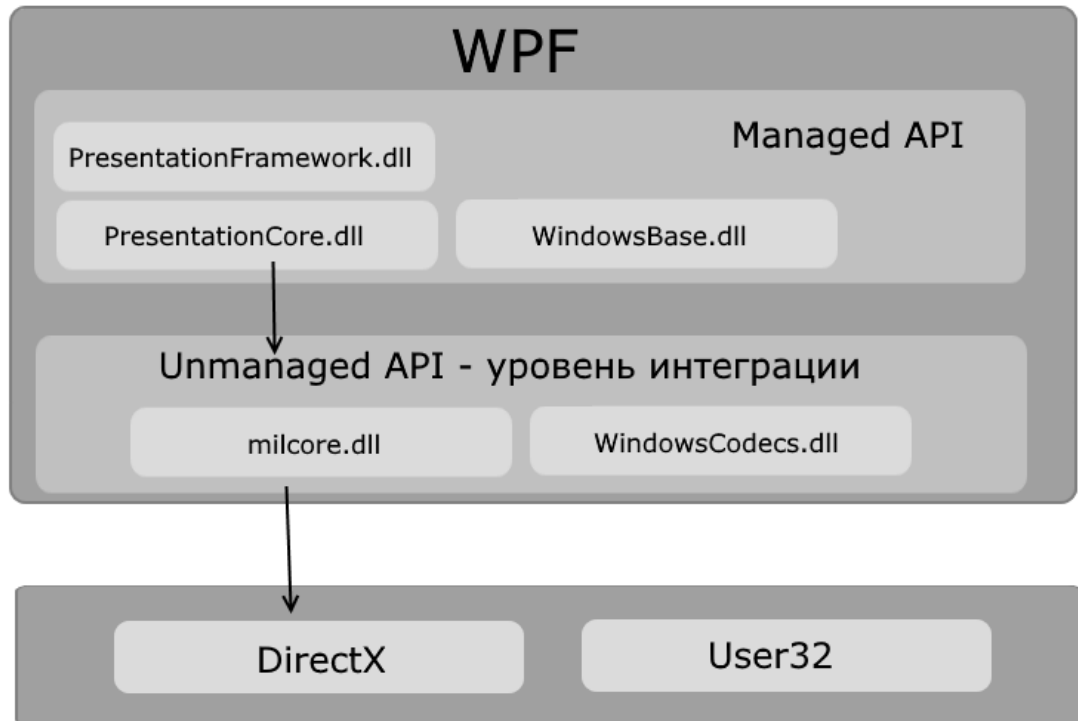 WPF
Managed API
PresentationFramework.dll
PresentationCore.dll
WindowsBase.dll
Unmanaged API - уровень интеграции
milcore.dll
WindowsCodecs.dll
DirectX
User32